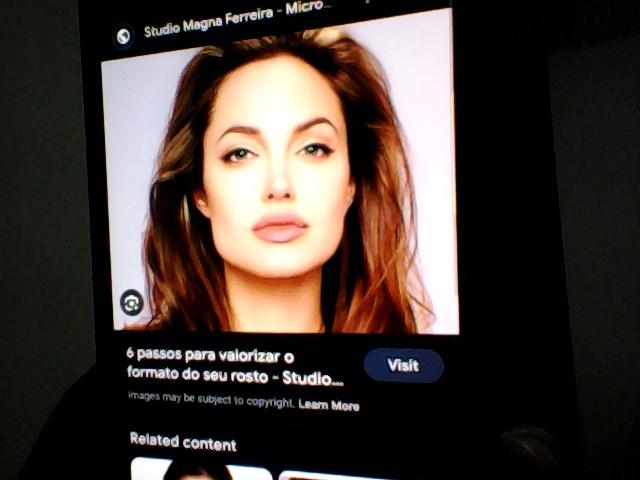 Studio Magna Ferreira - Micro...
6 passos para valorizar o
formato do seu rosto - Studio....
Visit
Images may be subject to copyright. Learn More
Related content